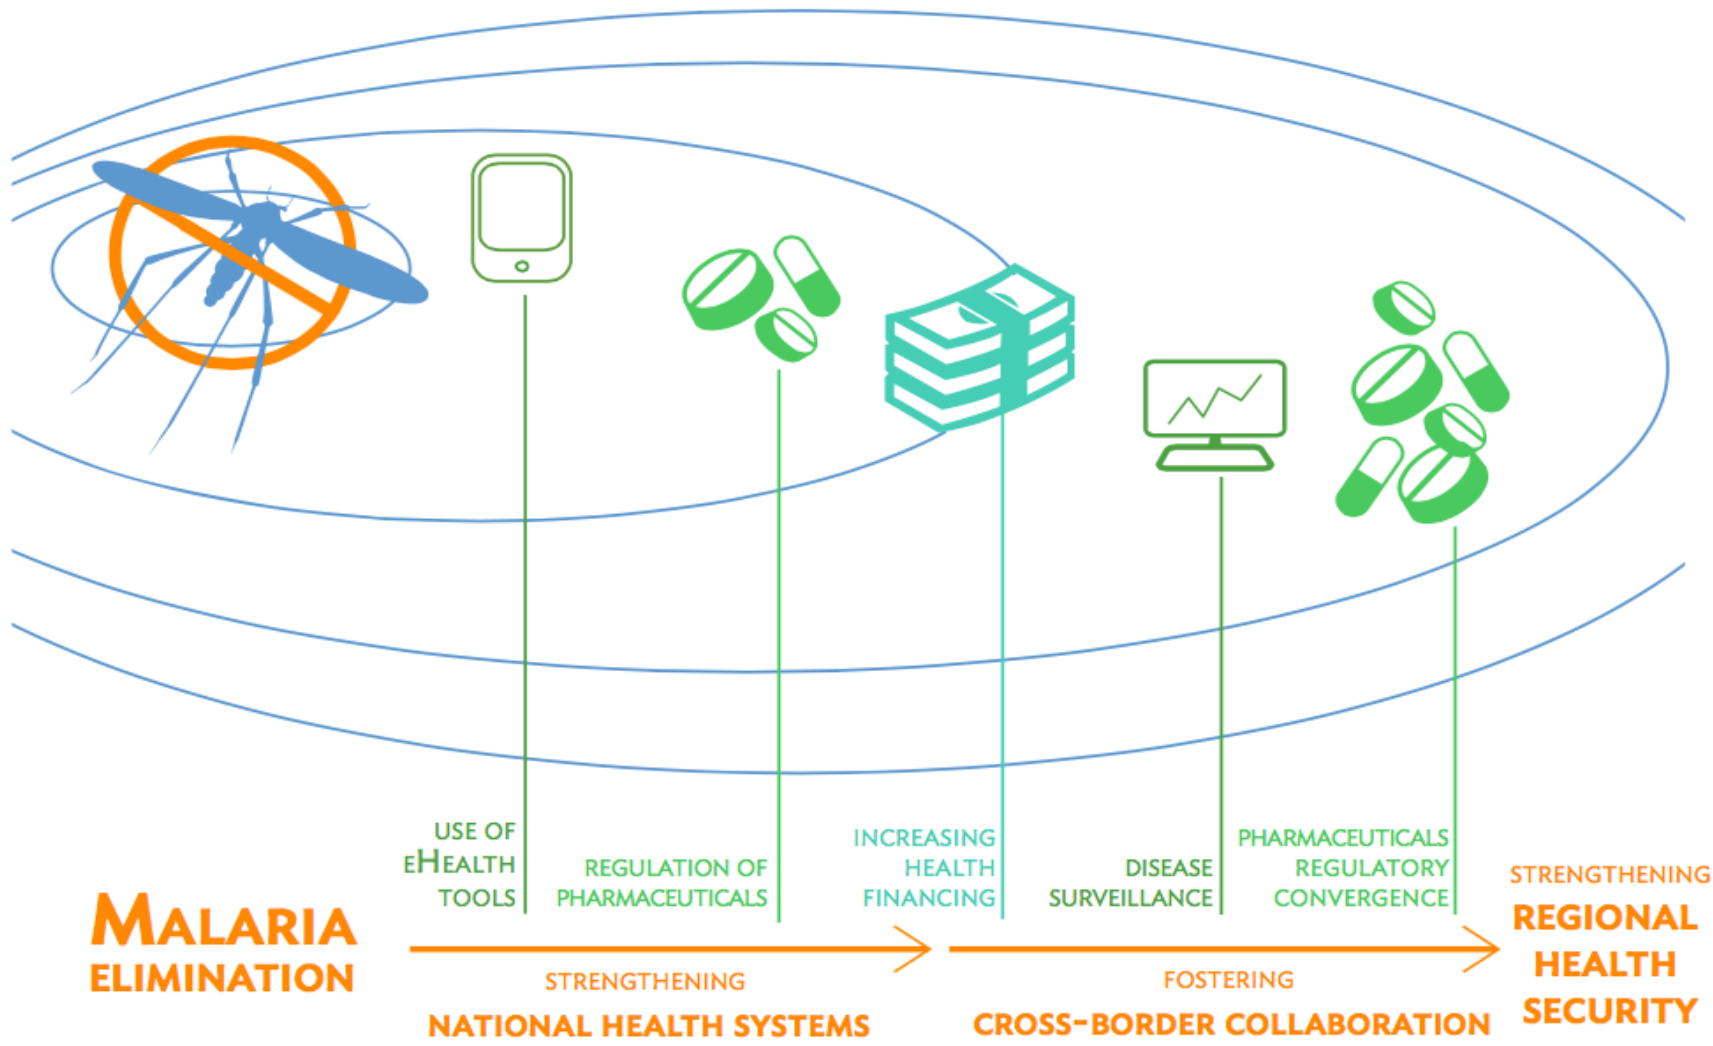 USE OF
eHEALTH
TOOLS
REGULATION OF
PHARMACEUTICALS
INCREASING
HEALTH
FINANCING
DISEASE
SURVEILLANCE
PHARMACEUTICALS
REGULATORY
CONVERGENCE
MALARIA
ELIMINATION
STRENGTHENING
NATIONAL HEALTH SYSTEMS
FOSTERING
CROSS-BORDER COLLABORATION
STRENGTHENING
REGIONAL
HEALTH
SECURITY